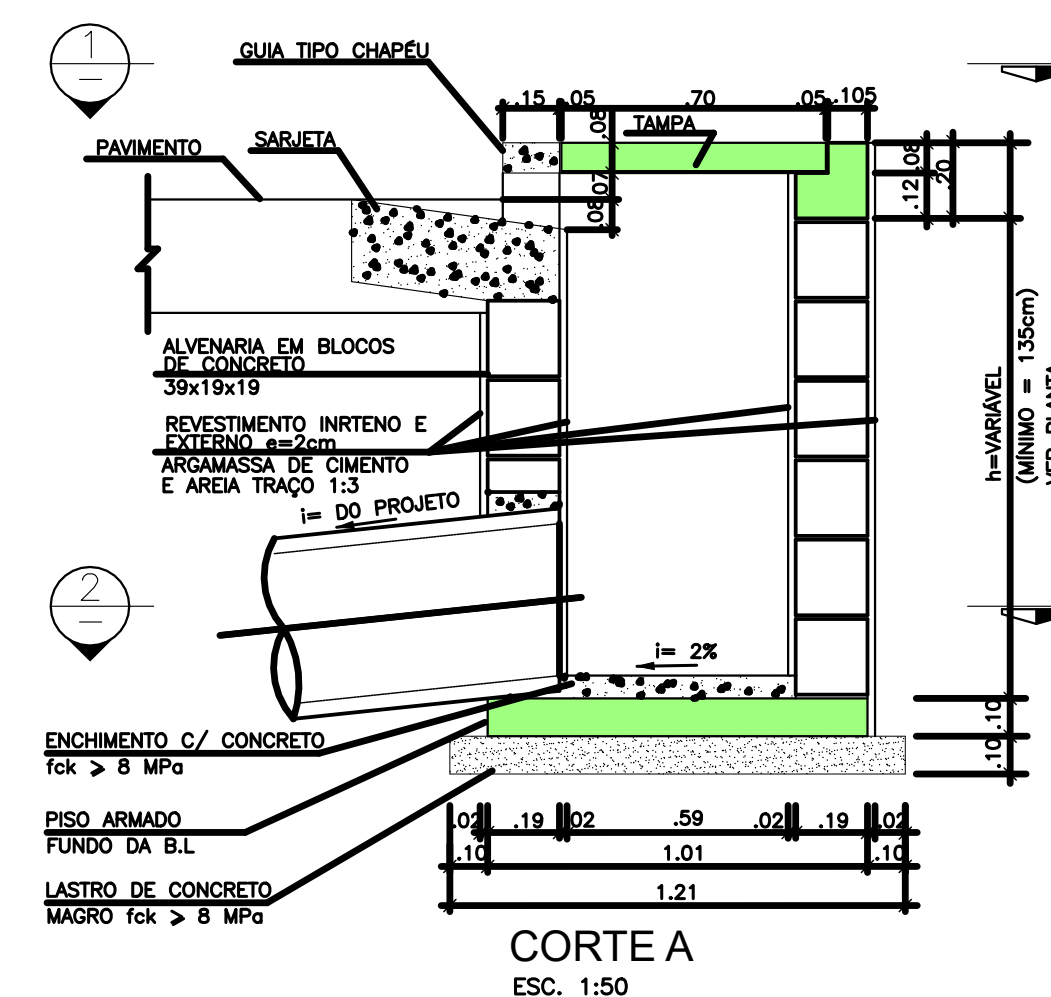 1
GUIA TIPO CHAPÉU
.15
.05
.70
.05
.105
.08
TAMPA
SARJETA
PAVIMENTO
.07
.08
.08
.12
.20
ALVENARIA EM BLOCOS
DE CONCRETO
39x19x19
REVESTIMENTO INRTENO E
EXTERNO e=2cm
ARGAMASSA DE CIMENTO
E AREIA TRAÇO 1:3
i= DO PROJETO
h=VARIÁVEL
(MÍNIMO = 135cm)
VER PLANTA
2
i= 2%
ENCHIMENTO C/ CONCRETO
fck > 8 MPa
PISO ARMADO
FUNDO DA B.L
LASTRO DE CONCRETO
MAGRO fck > 8 MPa
.10
.10
.02
.19
.02
.59
.02
.19
.02
.10
1.01
.10
1.21
CORTE A
ESC. 1:50